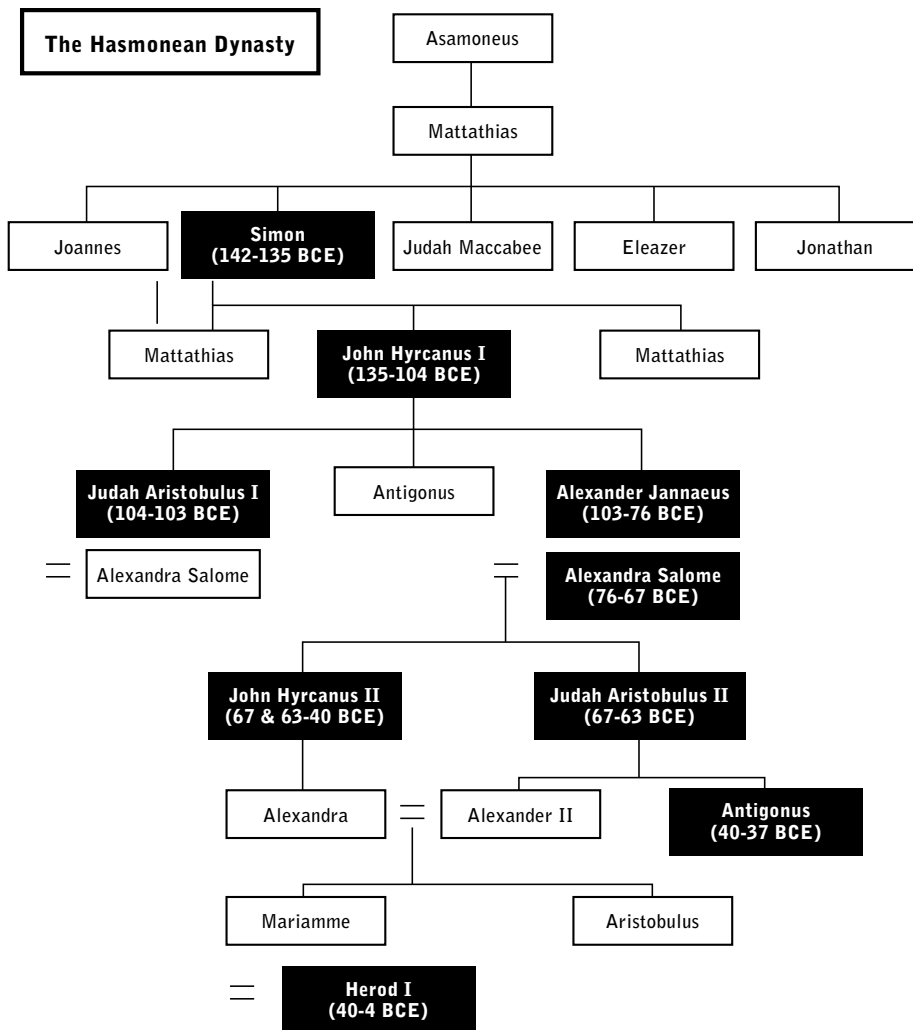 The Hasmonean Dynasty
Asamoneus
Mattathias
Joannes
Simon
(142-135 BCE)
Judah Maccabee
Eleazer
Jonathan
Mattathias
John Hyrcanus I
(135-104 BCE)
Mattathias
Judah Aristobulus I
(104-103 BCE)
Antigonus
Alexander Jannaeus
(103-76 BCE)
= Alexandra Salome
= Alexandra Salome
(76-67 BCE)
John Hyrcanus II
(67 & 63-40 BCE)
Judah Aristobulus II
(67-63 BCE)
Alexandra
= Alexander II
Antigonus
(40-37 BCE)
Mariamme
Aristobulus
= Herod I
(40-4 BCE)